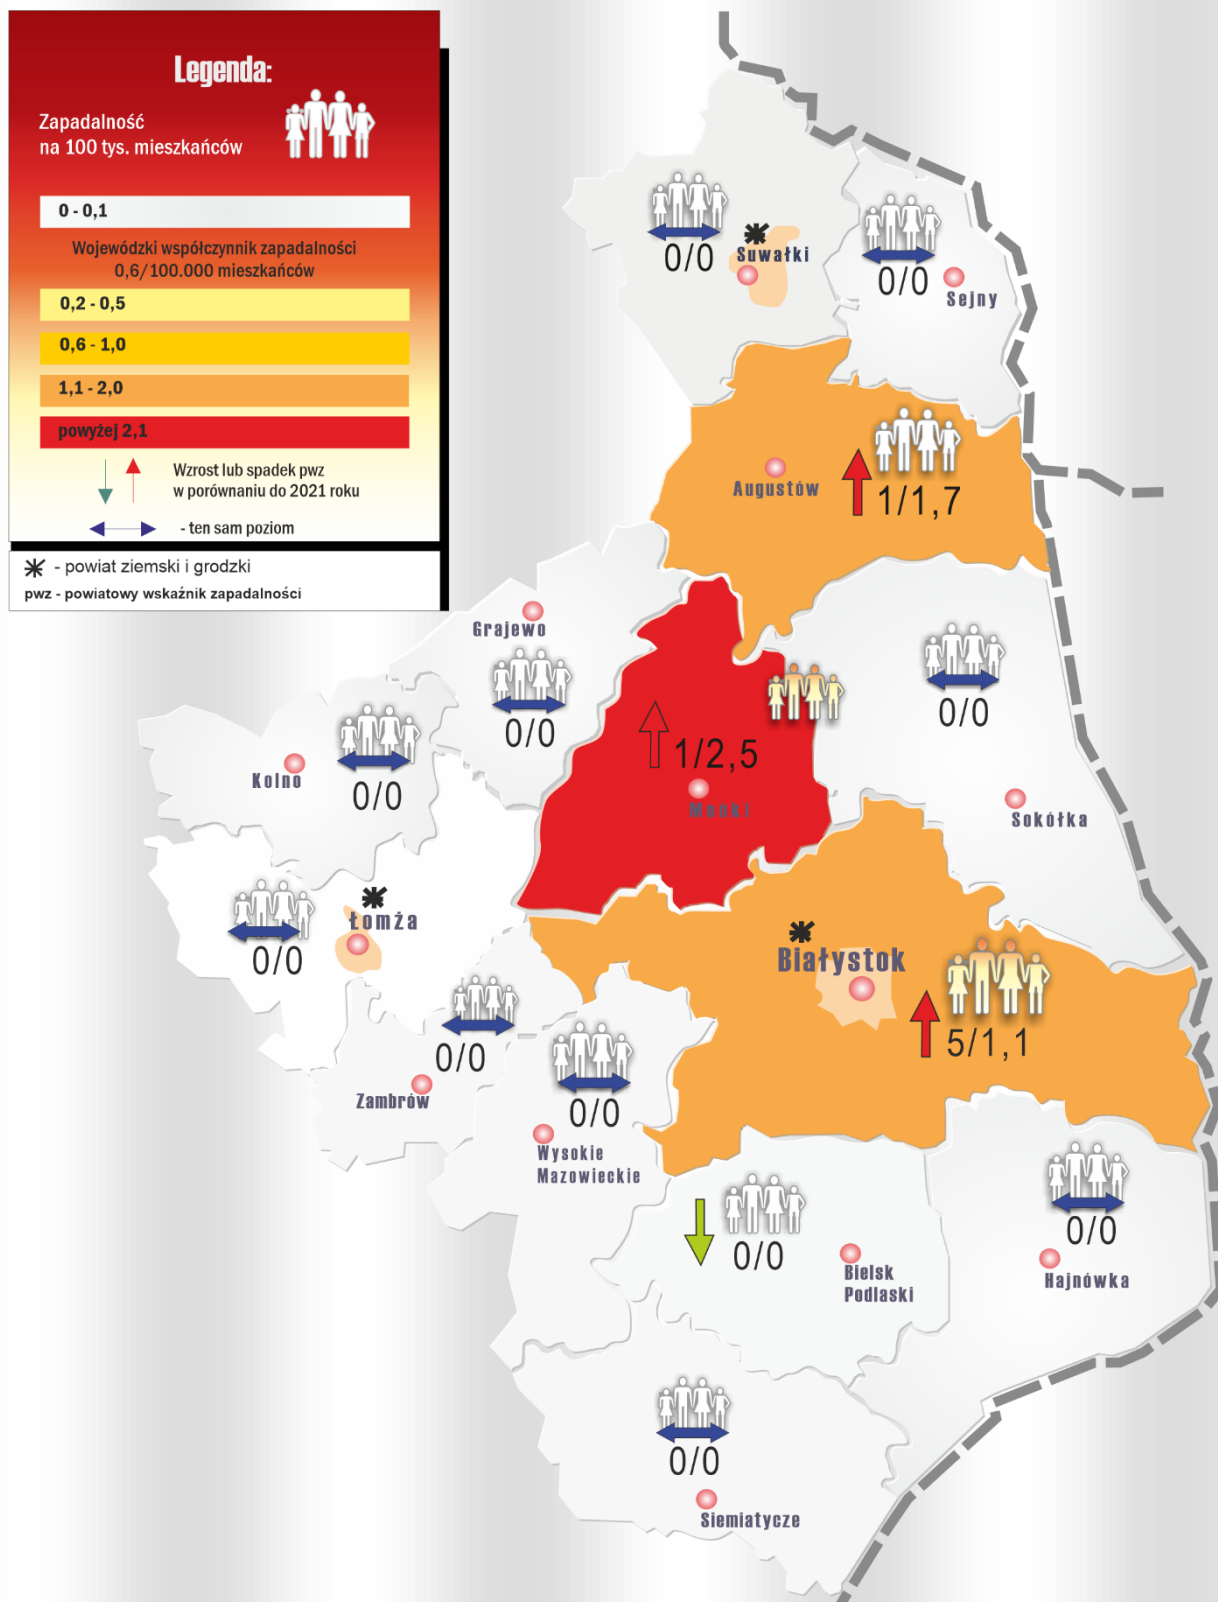 Legenda:
Zapadalność
na 100 tys. mieszkańców
0 - 0,1
Wojewódzki współczynnik zapadalności
0,6/100.000 mieszkańców
0,2 - 0,5
0,6 - 1,0
1,1 - 2,0
powyżej 2,1
Wzrost lub spadek pwz
w porównaniu do 2021 roku
- ten sam poziom
- powiat ziemski i grodzki
pwz - powiatowy wskaźnik zapadalności
0/0
Suwałki
0/0
Sejny
Augustów
1/1,7
Grajewo
0/0
0/0
1/2,5
Mońki
Kolno
0/0
Sokółka
Łomża
0/0
Białystok
5/1,1
0/0
Zambrów
0/0
Wysokie
Mazowieckie
0/0
Bielsk
Podlaski
0/0
Hajnówka
0/0
Siemiatycze